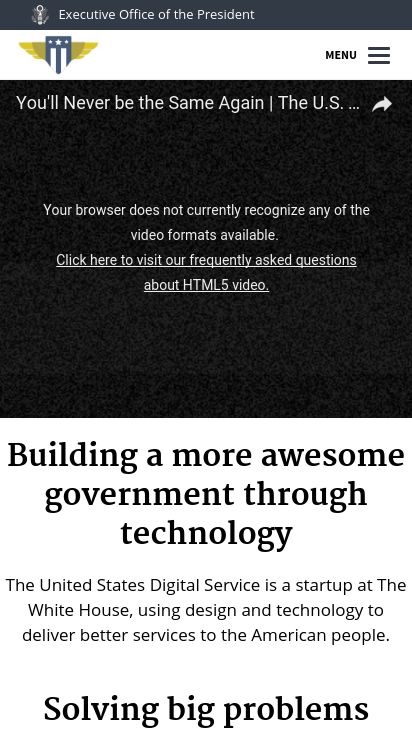 Executive Office of the President
MENU
You'll Never be the Same Again | The U.S. ...
Your browser does not currently recognize any of the
video formats available.
Click here to visit our frequently asked questions
about HTML5 video.
Building a more awesome
government through
technology
The United States Digital Service is a startup at The
White House, using design and technology to
deliver better services to the American people.
Solving big problems